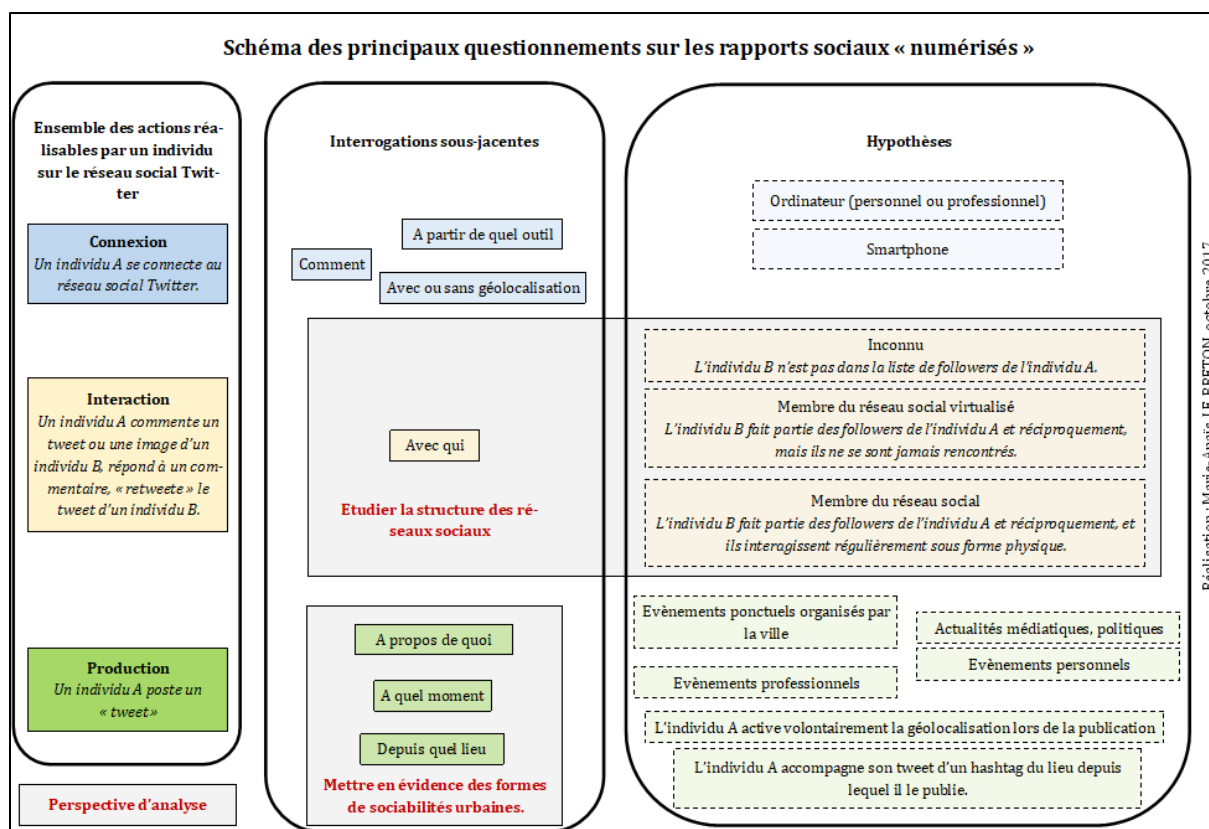 Schéma des principaux questionnements sur les rapports sociaux « numérisés »
Ensemble des actions réa-
lisables par un individu
sur le réseau social Twit-
ter
Connexion
Un individu A se connecte au
réseau social Twitter.
Interaction
Un individu A commente un
tweet ou une image d'un
individu B, répond à un com-
mentaire, « retweete » le
tweet d'un individu B.
Production
Un individu A poste un
« tweet»
Perspective d'analyse
Interrogations sous-jacentes
A partir de quel outil
Comment
Avec ou sans géolocalisation
Avec qui
Etudier la structure des ré-
seaux sociaux
A propos de quoi
A quel moment
Depuis quel lieu
Mettre en évidence des formes
de sociabilités urbaines.
Hypothèses
Ordinateur (personnel ou professionnel)
Smartphone
Inconnu
L'individu B n'est pas dans la liste de followers de l'individu A.
Membre du réseau social virtualisé
L'individu B fait partie des followers de l'individu A et réciproquement,
mais ils ne se sont jamais rencontrés.
Membre du réseau social
L'individu B fait partie des followers de l'individu A et réciproquement, et
ils interagissent régulièrement sous forme physique.
Evènements ponctuels organisés par
la ville
Actualités médiatiques, politiques
Evènements personnels
Evènements professionnels
L'individu A active volontairement la géolocalisation lors de la publication
L'individu A accompagne son tweet d'un hashtag du lieu depuis
lequel il le publie.
Réalisation : Marie-Anaïs LE BRETON, octobre 2017